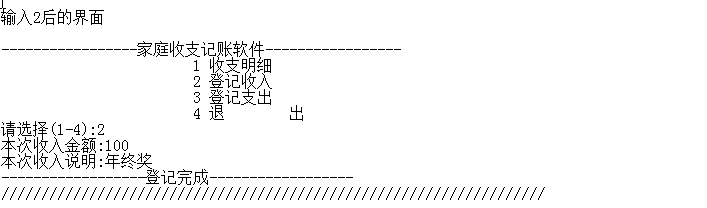 输入2后的界面
-----------------家庭收支记账软件-----------------
1 收支明细
2 登记收入
3 登记支出
4 退        出
请选择(1-4):2
本次收入金额:100
本次收入说明:年终奖
------------------登记完成------------------
////////////////////////////////////////////////////////////////////